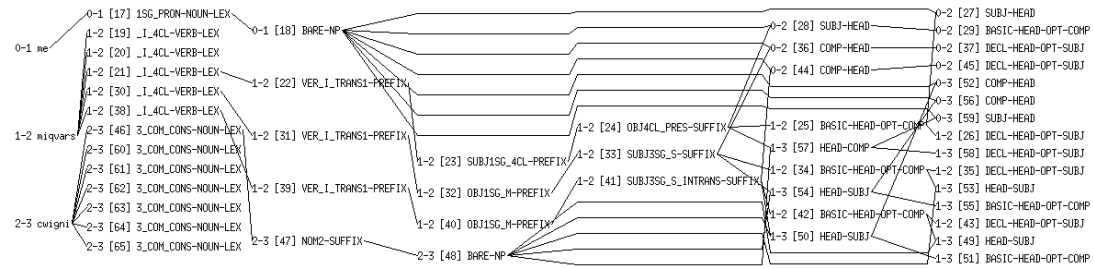 0-1 me
1-2 miqvars
2-3 cwigni
0-1 [17] 1SG_PRON-NOUN-LEX
1-2 [19] _I_4CL-VERB-LEX
1-2 [20] _I_4CL-VERB-LEX
1-2 [21] _I_4CL-VERB-LEX
1-2 [30] _I_4CL-VERB-LEX
1-2 [38] _I_4CL-VERB-LEX
2-3 [46] 3_COM_CONS-NOUN-LEX
2-3 [60] 3_COM_CONS-NOUN-LEX
2-3 [61] 3_COM_CONS-NOUN-LEX
2-3 [62] 3_COM_CONS-NOUN-LEX
2-3 [63] 3_COM_CONS-NOUN-LEX
2-3 [64] 3_COM_CONS-NOUN-LEX
2-3 [65] 3_COM_CONS-NOUN-LEX
0-1 [18] BARE-NP
1-2 [22] VER_I_TRANS1-PREFIX
1-2 [31] VER_I_TRANS1-PREFIX
1-2 [39] VER_I_TRANS1-PREFIX
2-3 [47] NOM2-SUFFIX
1-2 [23] SUBJ1SG_4CL-PREFIX
1-2 [32] OBJ1SG_M-PREFIX
1-2 [40] OBJ1SG_M-PREFIX
2-3 [48] BARE-NP
1-2 [24] OBJ4CL_PRES-SUFFIX
1-2 [33] SUBJ3SG_S-SUFFIX
1-2 [41] SUBJ3SG_S_INTRANS-SUFFIX
0-2 [28] SUBJ-HEAD
0-2 [36] COMP-HEAD
0-2 [44] COMP-HEAD
1-2 [25] BASIC-HEAD-OPT-COMP
1-3 [57] HEAD-COMP
1-2 [34] BASIC-HEAD-OPT-COMP
1-3 [54] HEAD-SUBJ
1-2 [42] BASIC-HEAD-OPT-COMP
1-3 [50] HEAD-SUBJ
0-2 [27] SUBJ-HEAD
0-2 [29] BASIC-HEAD-OPT-COMP
0-2 [37] DECL-HEAD-OPT-SUBJ
0-2 [45] DECL-HEAD-OPT-SUBJ
0-3 [52] COMP-HEAD
0-3 [56] COMP-HEAD
0-3 [59] SUBJ-HEAD
1-2 [26] DECL-HEAD-OPT-SUBJ
1-3 [58] DECL-HEAD-OPT-SUBJ
1-2 [35] DECL-HEAD-OPT-SUBJ
1-3 [53] HEAD-SUBJ
1-3 [55] BASIC-HEAD-OPT-COMP
1-2 [43] DECL-HEAD-OPT-SUBJ
1-3 [49] HEAD-SUBJ
1-3 [51] BASIC-HEAD-OPT-COMP